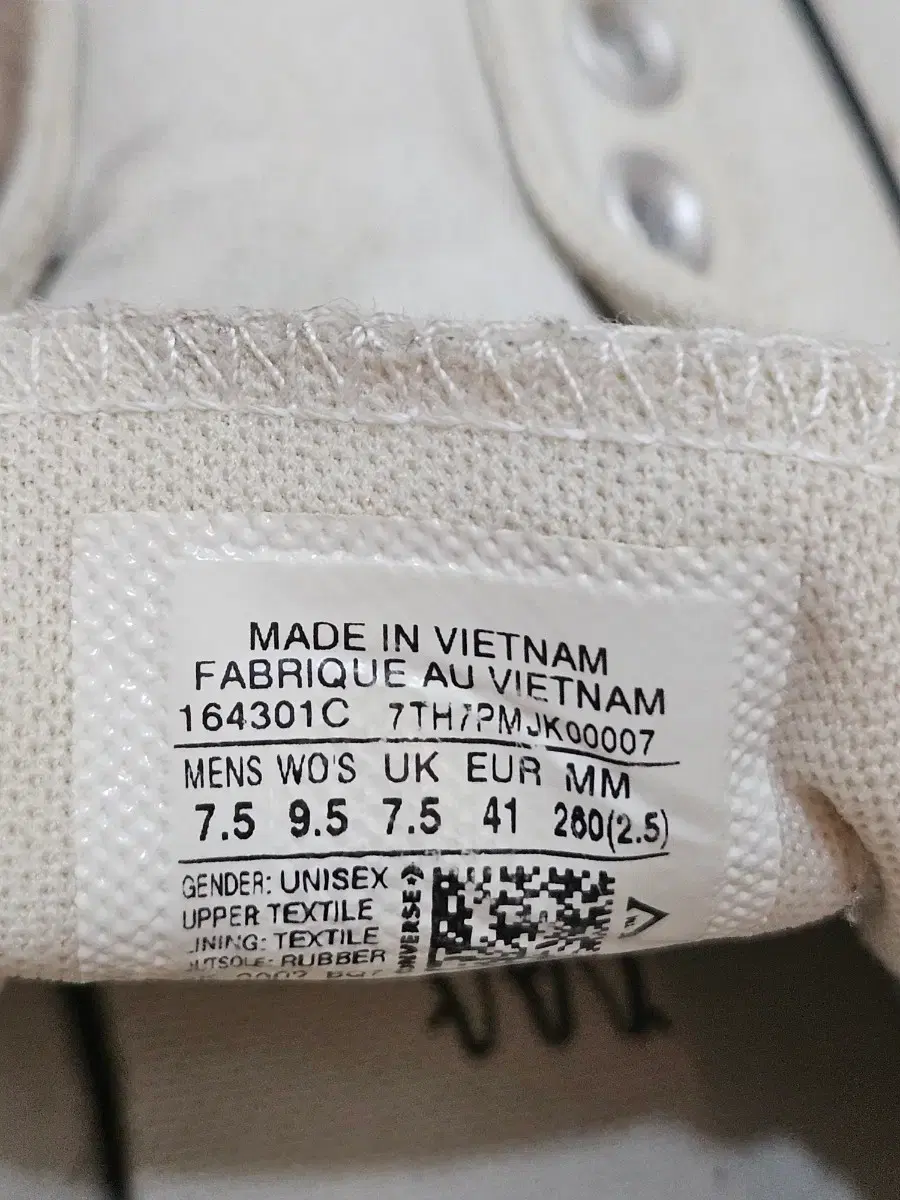 MADE IN VIETNAM
FABRIQUE AU VIETNAM
164301C 7TH7PMJK00007
MENS WO'S UK EUR MM
7.5 9.5 7.5 41 260(2.5)
GENDER: UNISEX
UPPER TEXTILE
LINING: TEXTILE
OUTSOLE: RUBBER
CONVERSE